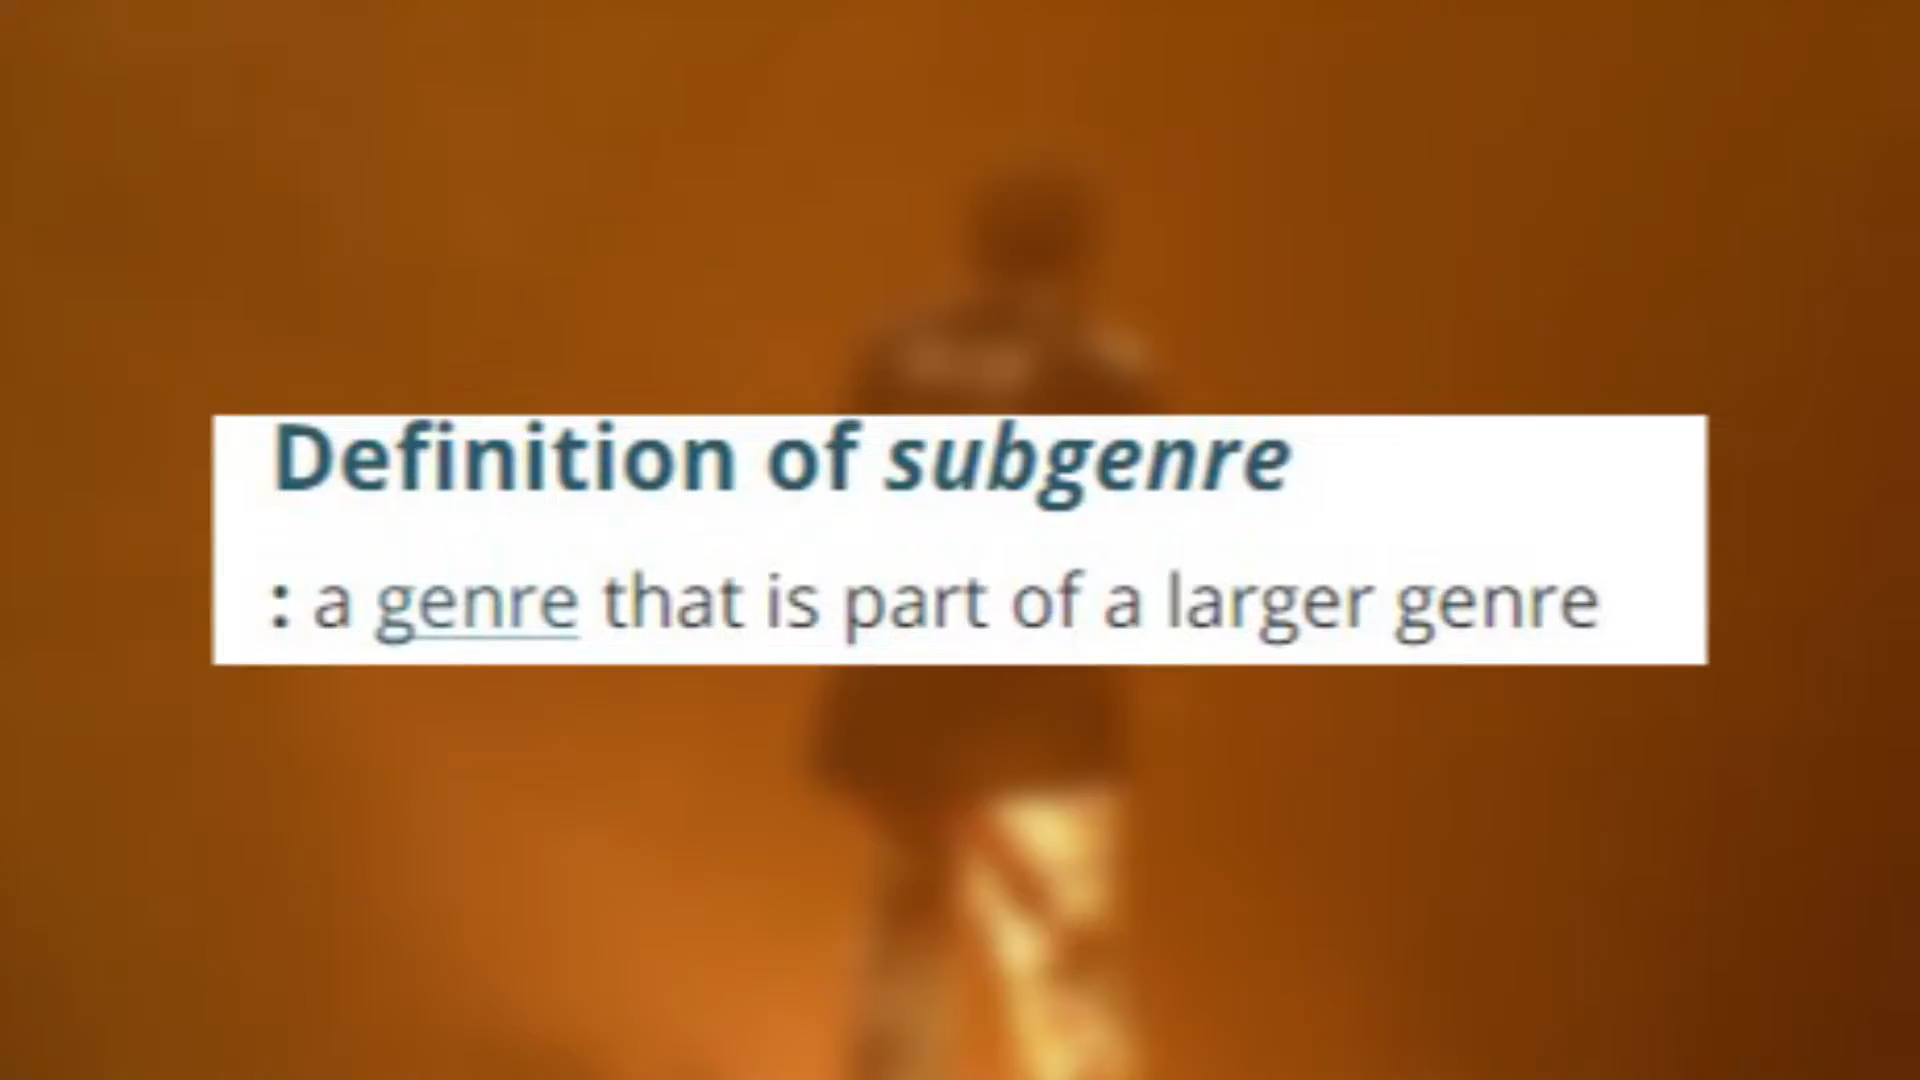 Definition of subgenre
: a genre that is part of a larger genre